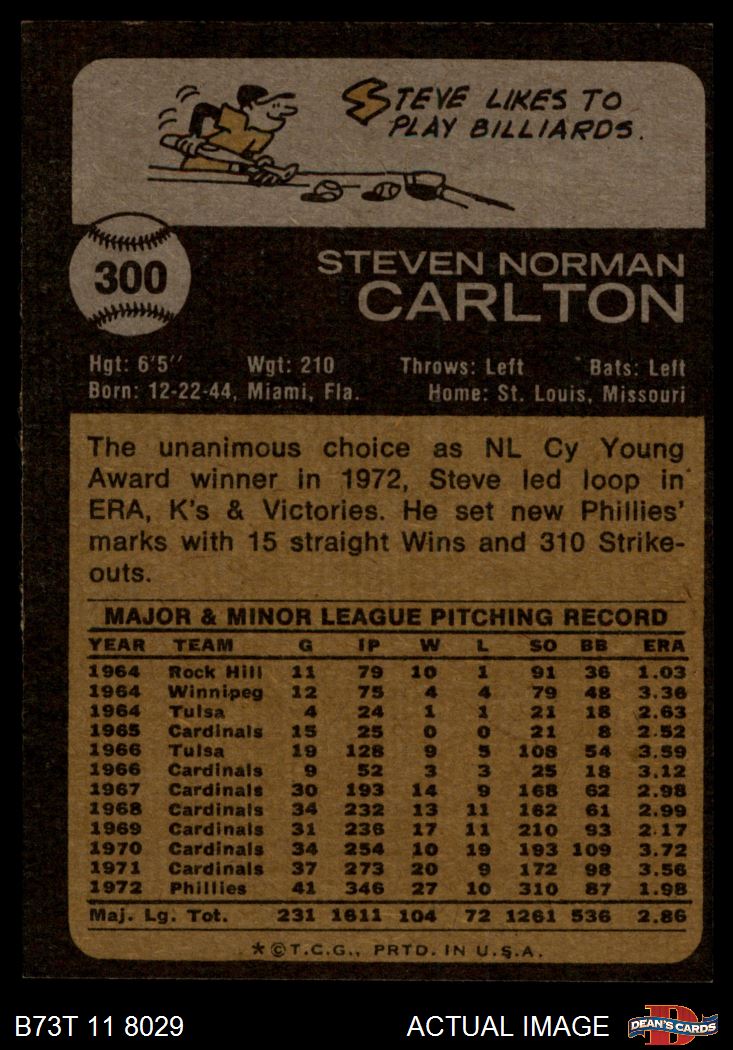 STEVE LIKES TO
PLAY BILLIARDS.
300
STEVEN NORMAN
CARLTON
Hgt: 6'5" Wgt: 210 Throws: Left Bats: Left
Born: 12-22-44, Miami, Fla. Home: St. Louis, Missouri
The unanimous choice as NL Cy Young
Award winner in 1972, Steve led loop in
ERA, K's & Victories. He set new Phillies'
marks with 15 straight Wins and 310 Strike-
outs.
MAJOR & MINOR LEAGUE PITCHING RECORD
YEAR TEAM G IP W L SO BB ERA
1964 Rock Hill 11 79 10 1 91 36 1.03
1964 Winnipeg 12 75 4 4 79 48 3.36
1964 Tulsa 4 24 1 1 21 18 2.63
1965 Cardinals 15 25 0 0 21 8 2.52
1966 Tulsa 19 128 9 5 108 54 3.59
1966 Cardinals 9 52 3 3 25 18 3.12
1967 Cardinals 30 193 14 9 168 62 2.98
1968 Cardinals 34 232 13 11 162 61 2.99
1969 Cardinals 31 236 17 11 210 93 2.17
1970 Cardinals 34 254 10 19 193 109 3.72
1971 Cardinals 37 273 20 9 172 98 3.56
1972 Phillies 41 346 27 10 310 87 1.98
Maj. Lg. Tot. 231 1611 104 72 1261 536 2.86
*©T.C.G., PRTD. IN U.S.A.
B73T 11 8029 ACTUAL IMAGE DEAN'S CARDS